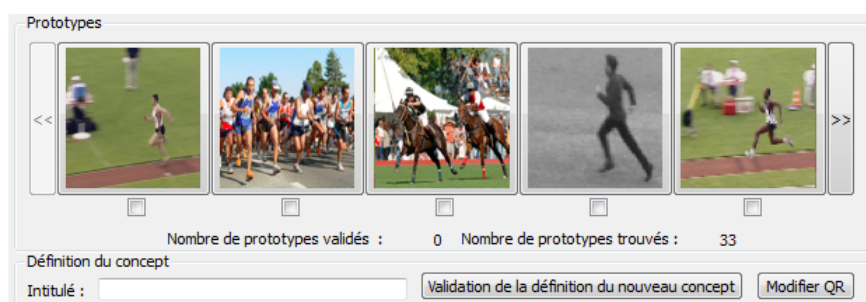 Prototypes
<< >>
Nombre de prototypes validés : 0 Nombre de prototypes trouvés : 33
Définition du concept
Intitulé : Validation de la définition du nouveau concept Modifier QR